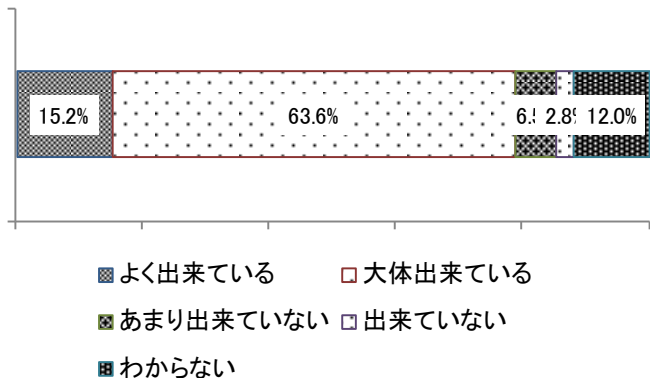 15.2% 63.6% 6.5 2.8% 12.0%
よく出来ている 大体出来ている
あまり出来ていない 出来ていない
わからない